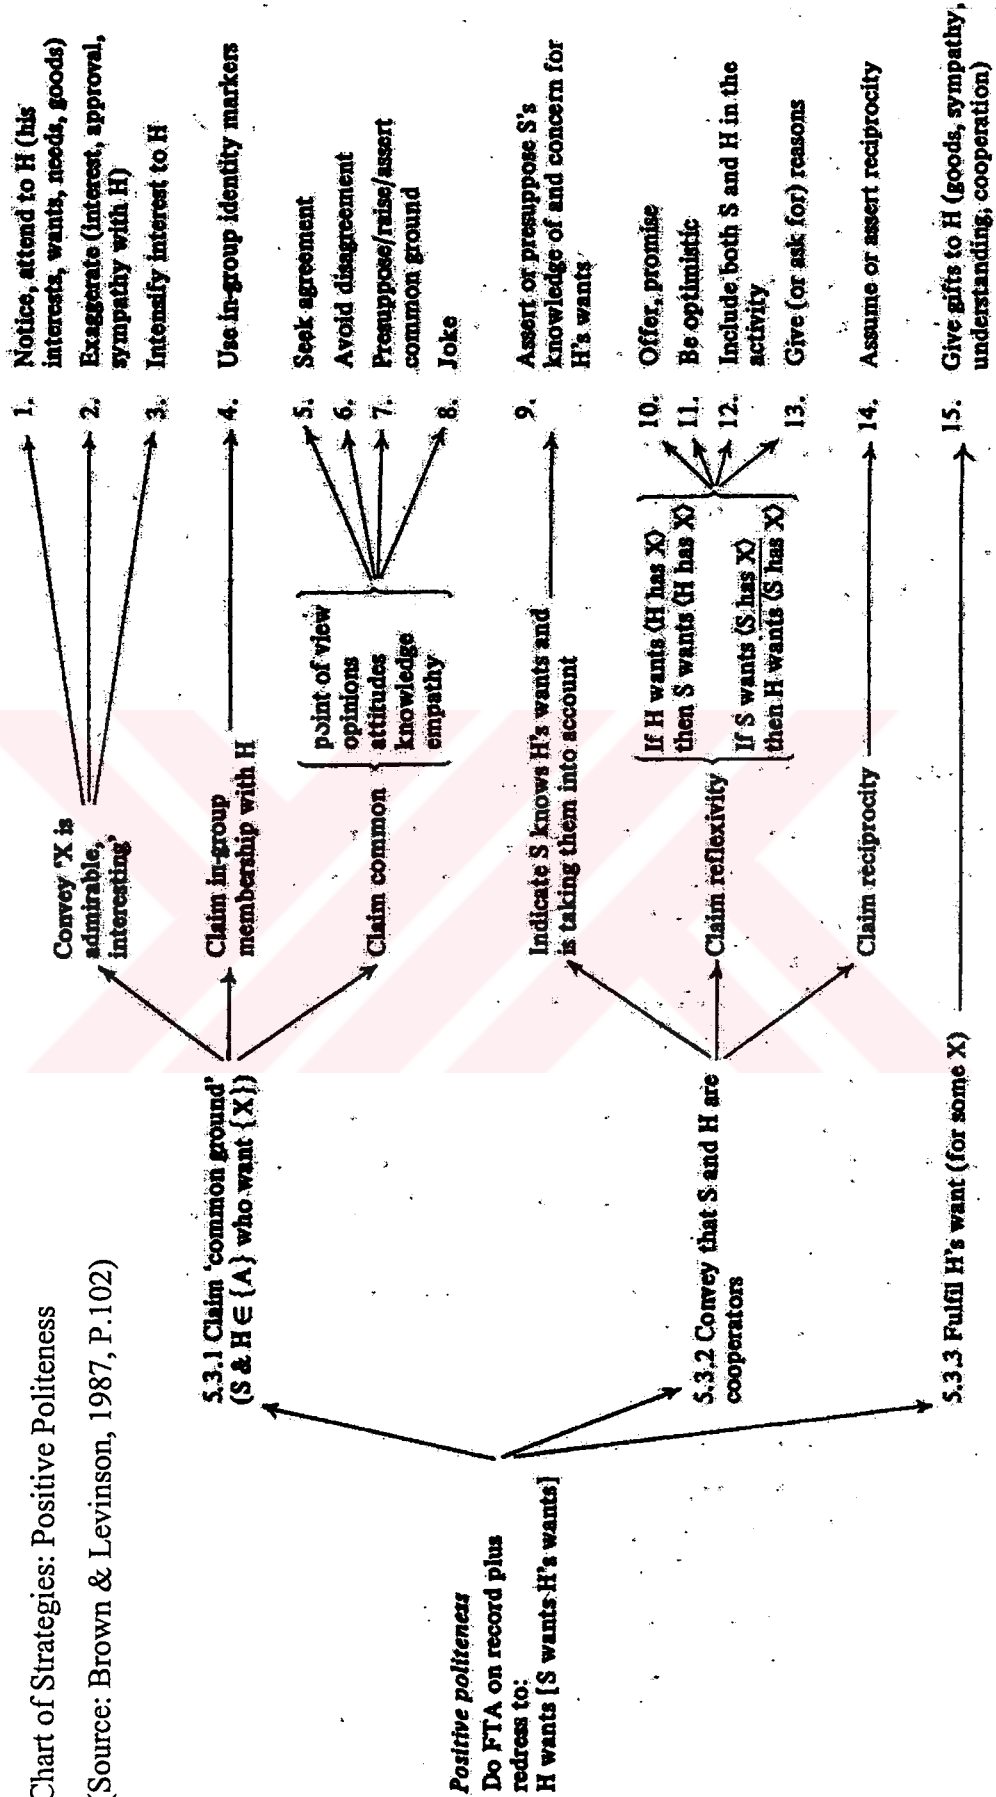 Chart of Strategies: Positive Politeness
(Source: Brown & Levinson, 1987, P.102)
Positive politeness
Do FTA on record plus
redress to:
H wants [S wants H's wants]
5.3.1 Claim 'common ground'
(S & H ∈ {A} who want {X})
Convey 'X is
admirable,
interesting'
1. Notice, attend to H (his
interests, wants, needs, goods)
2. Exaggerate (interest, approval,
sympathy with H)
3. Intensify interest to H
Claim in-group
membership with H
4. Use in-group identity markers
Claim common
point of view
opinions
attitudes
knowledge
empathy
5. Seek agreement
6. Avoid disagreement
7. Presuppose/raise/assert
common ground
8. Joke
5.3.2 Convey that S and H are
cooperators
Indicate S knows H's wants and
is taking them into account
9. Assert or presuppose S's
knowledge of and concern for
H's wants
Claim reflexivity
If H wants (H has X)
then S wants (H has X)
If S wants (S has X)
then H wants (S has X)
10. Offer, promise
11. Be optimistic
12. Include both S and H in the
activity
13. Give (or ask for) reasons
Claim reciprocity
14. Assume or assert reciprocity
5.3.3 Fulfil H's want (for some X)
15. Give gifts to H (goods, sympathy,
understanding, cooperation)